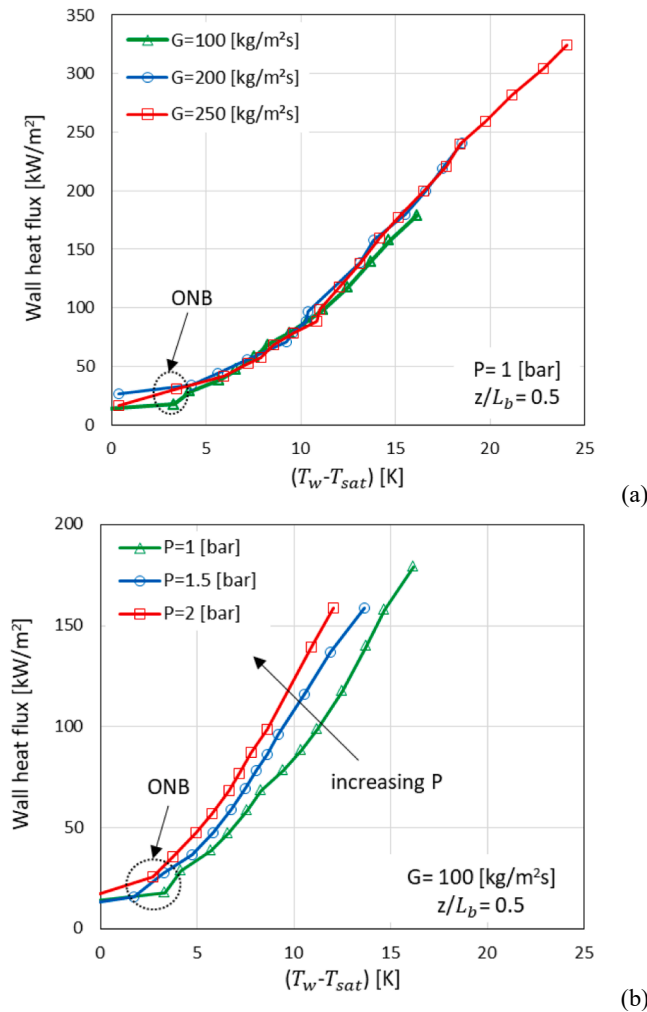 400
350
300
250
200
150
100
50
0
Wall heat flux [kW/m²]
G=100 [kg/m²s]
G=200 [kg/m²s]
G=250 [kg/m²s]
ONB
P= 1 [bar]
z/L_b = 0.5
0 5 10 15 20 25
(T_w-T_sat) [K]
(a)
200
150
100
50
0
Wall heat flux [kW/m²]
P=1 [bar]
P=1.5 [bar]
P=2 [bar]
ONB
increasing P
G= 100 [kg/m²s]
z/L_b = 0.5
0 5 10 15 20 25
(T_w-T_sat) [K]
(b)